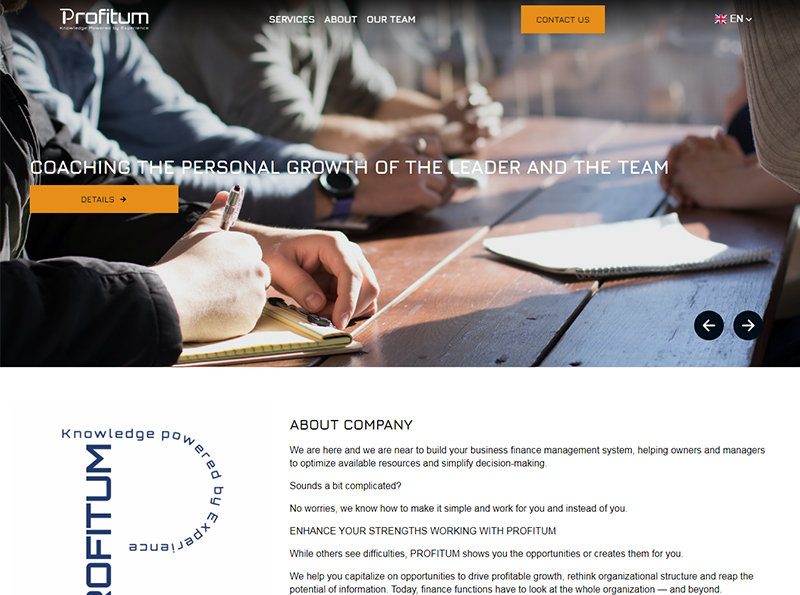 Profitum
Knowledge Powered by Experience
SERVICES ABOUT OUR TEAM
CONTACT US
EN
COACHING THE PERSONAL GROWTH OF THE LEADER AND THE TEAM
DETAILS
Knowledge powered by Experience
PROFITUM
ABOUT COMPANY
We are here and we are near to build your business finance management system, helping owners and managers
to optimize available resources and simplify decision-making.
Sounds a bit complicated?
No worries, we know how to make it simple and work for you and instead of you.
ENHANCE YOUR STRENGTHS WORKING WITH PROFITUM
While others see difficulties, PROFITUM shows you the opportunities or creates them for you.
We help you capitalize on opportunities to drive profitable growth, rethink organizational structure and reap the
potential of information. Today, finance functions have to look at the whole organization — and beyond.